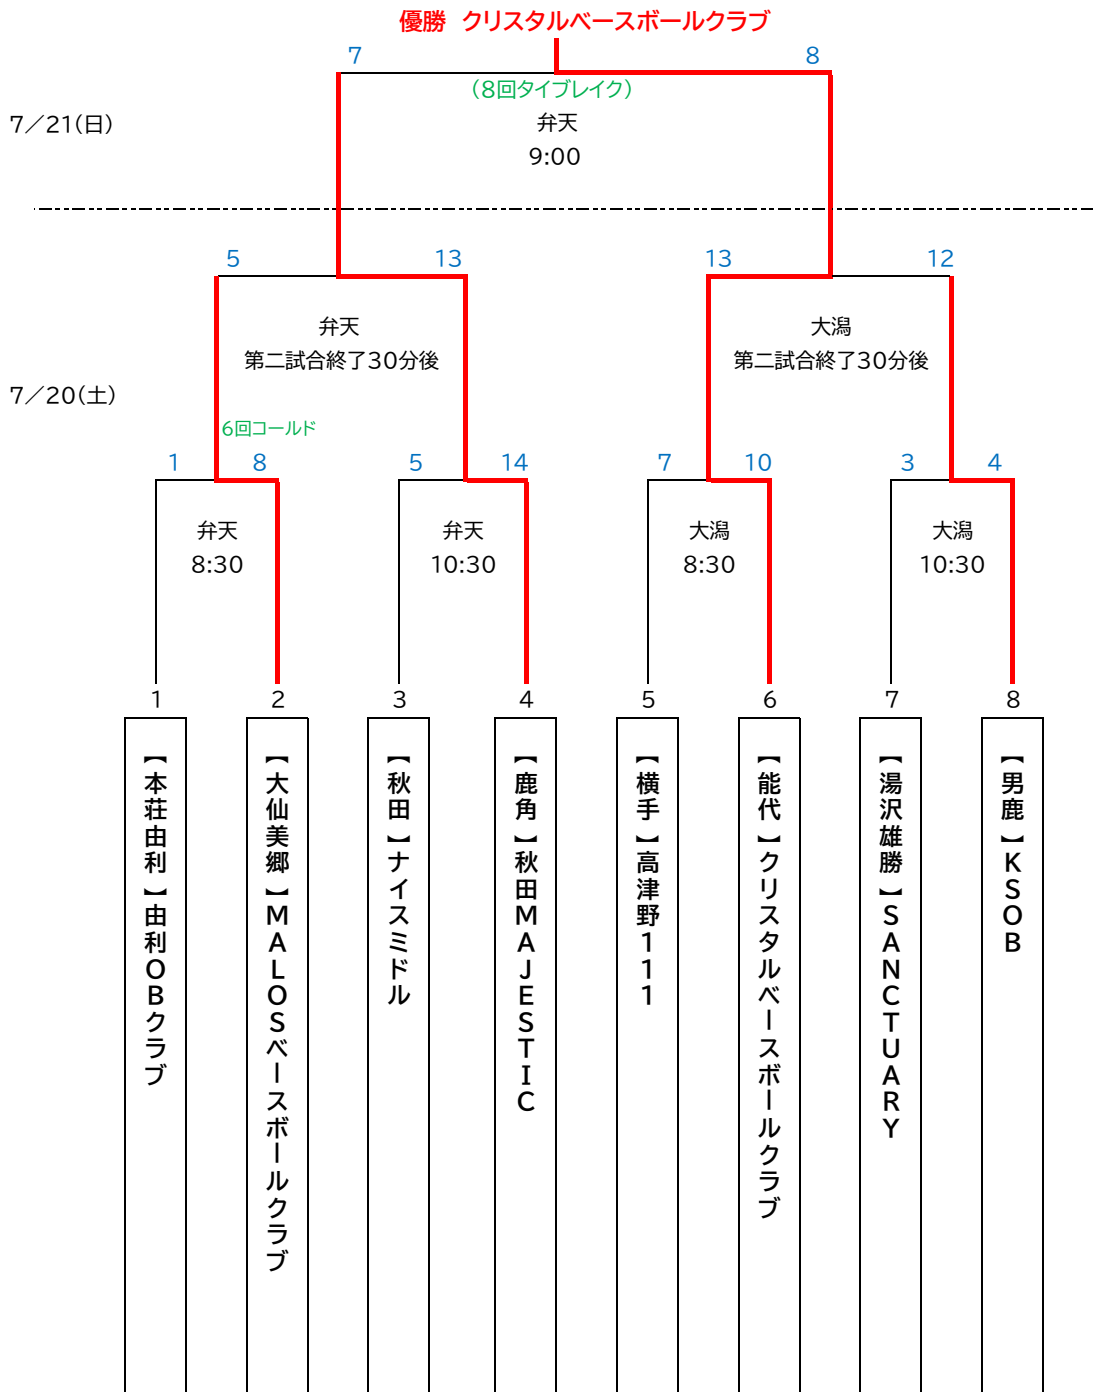 優勝　クリスタルベースボールクラブ
7 8
（8回タイブレイク）
7／21（日）
弁天
9:00
5 13 13 12
弁天 大潟
第二試合終了30分後 第二試合終了30分後
7／20（土）
6回コールド
1 8 5 14 7 10 3 4
弁天 弁天 大潟 大潟
8:30 10:30 8:30 10:30
1 2 3 4 5 6 7 8
【本荘由利】由利OBクラブ
【大仙美郷】MALOSベースボールクラブ
【秋田】ナイスミドル
【鹿角】秋田MAJESTIC
【横手】高津野111
【能代】クリスタルベースボールクラブ
【湯沢雄勝】SANCTUARY
【男鹿】KSOB